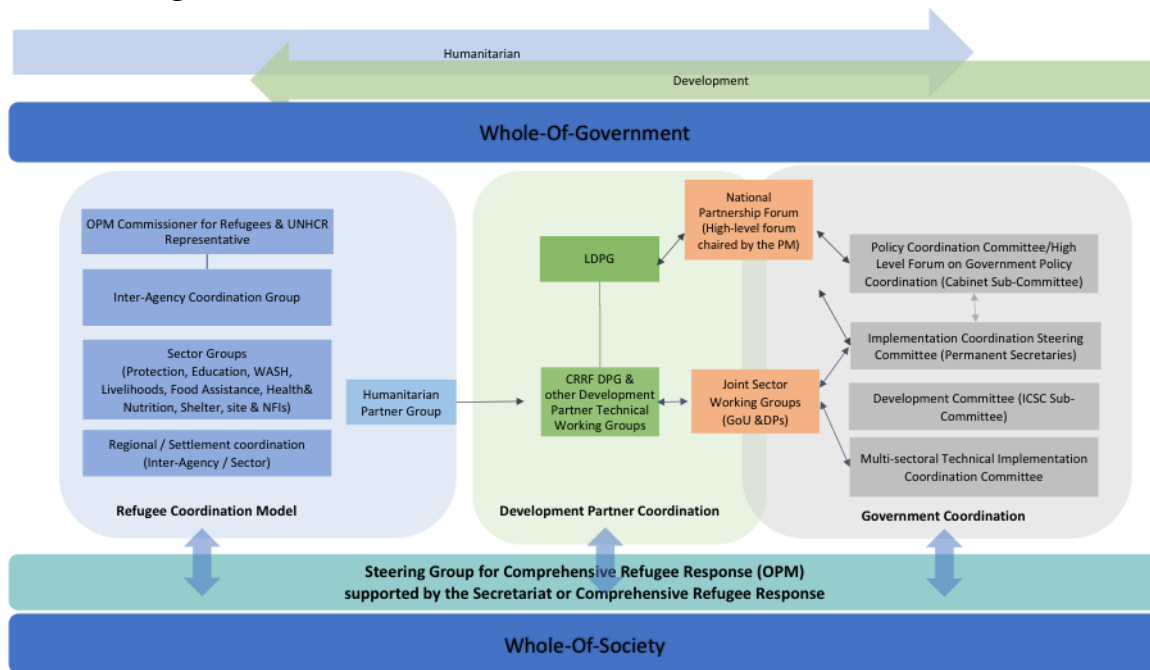 Humanitarian
Development
Whole-Of-Government
OPM Commissioner for Refugees & UNHCR
Representative
Inter-Agency Coordination Group
Sector Groups
(Protection, Education, WASH,
Livelihoods, Food Assistance, Health&
Nutrition, Shelter, site & NFIs)
Regional / Settlement coordination
(Inter-Agency / Sector)
Humanitarian
Partner Group
Refugee Coordination Model
LDPG
CRRF DPG &
other Development
Partner Technical
Working Groups
Development Partner Coordination
National
Partnership Forum
(High-level forum
chaired by the PM)
Joint Sector
Working Groups
(GoU &DPs)
Policy Coordination Committee/High
Level Forum on Government Policy
Coordination (Cabinet Sub-Committee)
Implementation Coordination Steering
Committee (Permanent Secretaries)
Development Committee (ICSC Sub-
Committee)
Multi-sectoral Technical Implementation
Coordination Committee
Government Coordination
Steering Group for Comprehensive Refugee Response (OPM)
supported by the Secretariat or Comprehensive Refugee Response
Whole-Of-Society